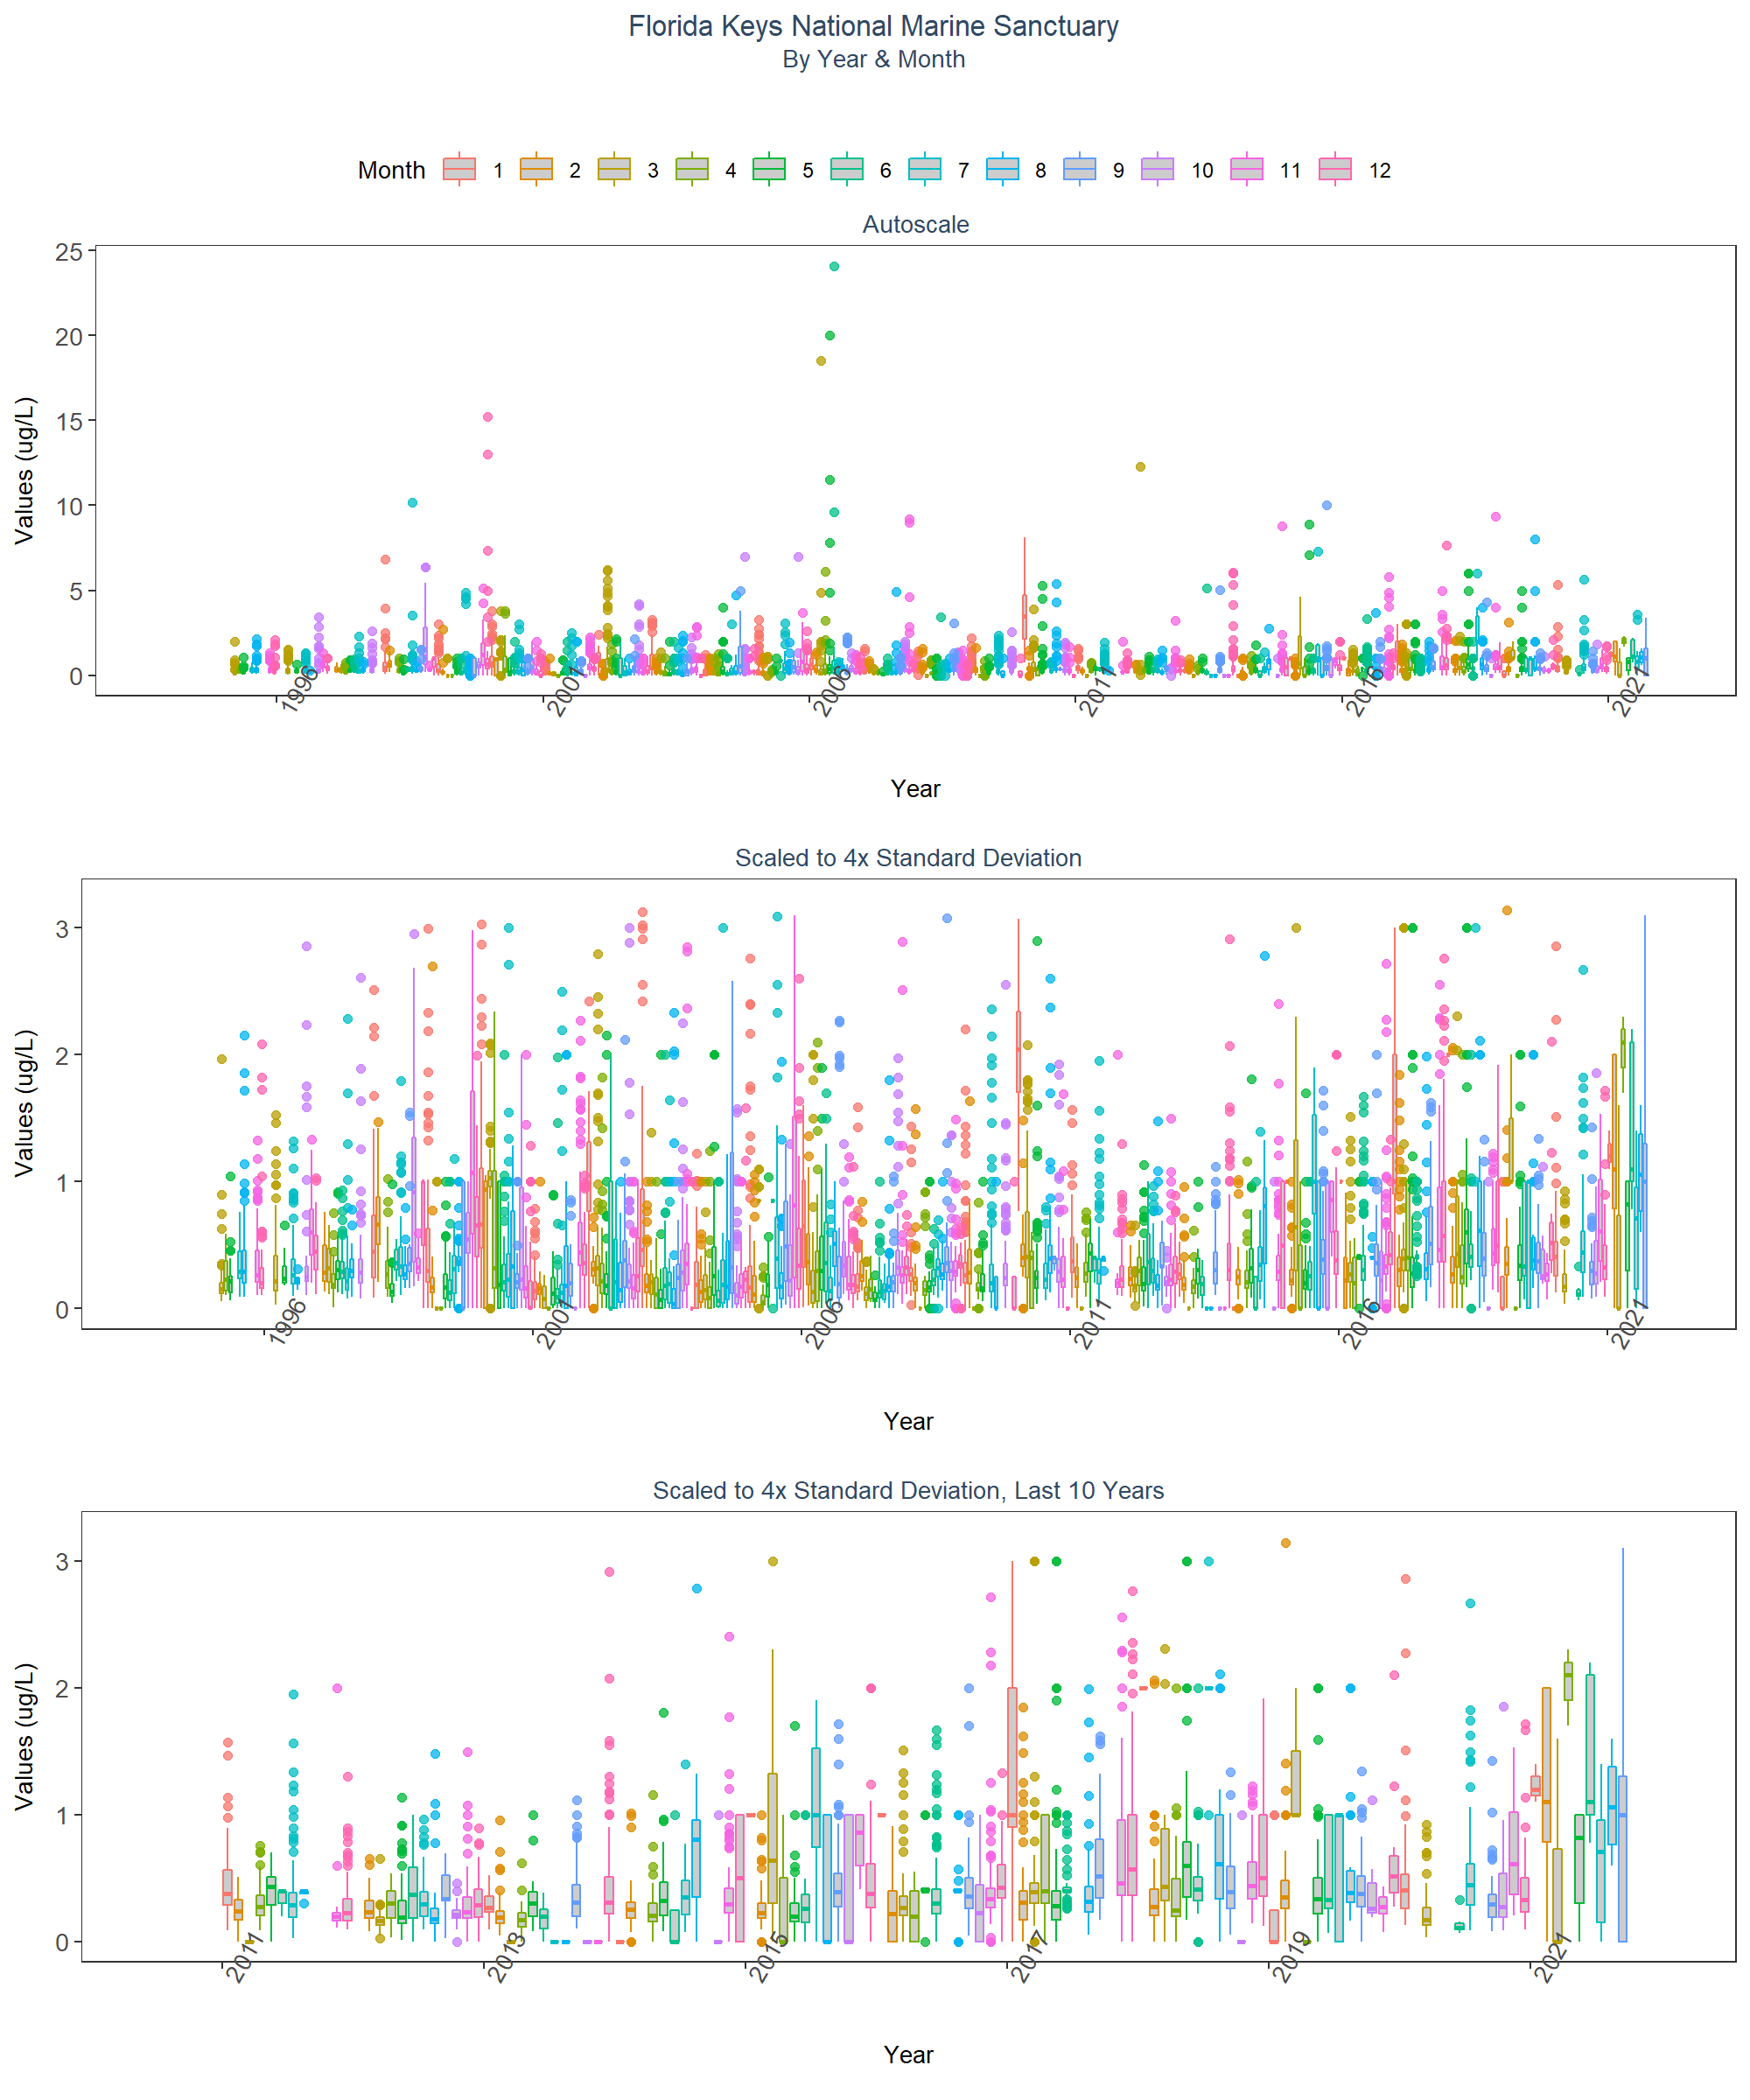 Florida Keys National Marine Sanctuary
By Year & Month
Month 1 2 3 4 5 6 7 8 9 10 11 12
Autoscale
Values (ug/L)
25
20
15
10
5
0
1996 2001 2006 2011 2016 2021
Year
Scaled to 4x Standard Deviation
Values (ug/L)
3
2
1
0
1996 2001 2006 2011 2016 2021
Year
Scaled to 4x Standard Deviation, Last 10 Years
Values (ug/L)
3
2
1
0
2011 2013 2015 2017 2019 2021
Year